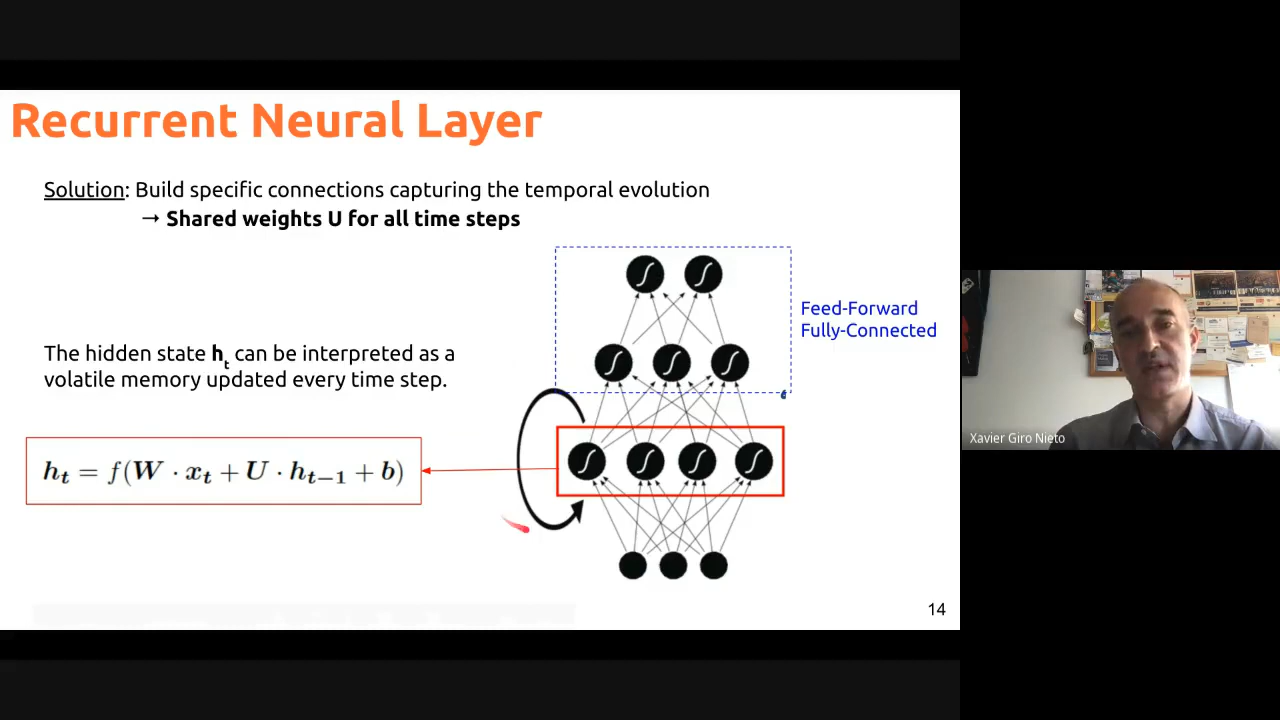 Recurrent Neural Layer
Solution: Build specific connections capturing the temporal evolution
→ Shared weights U for all time steps
Feed-Forward
Fully-Connected
The hidden state hₜ can be interpreted as a
volatile memory updated every time step.
hₜ = f(W · xₜ + U · hₜ₋₁ + b)
14
Xavier Giro Nieto